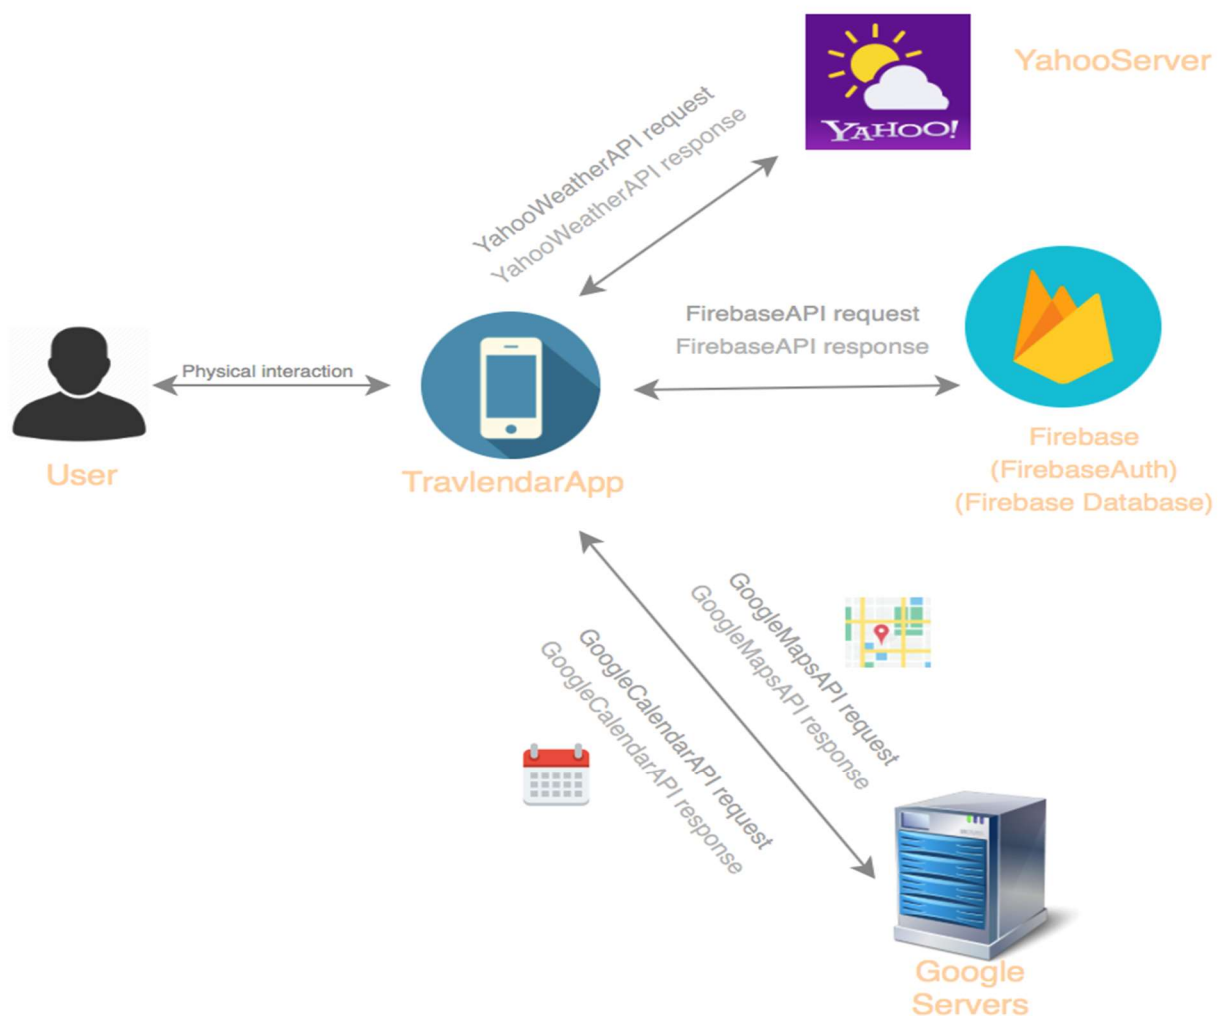 YahooServer
YAHOO!
YahooWeatherAPI request
YahooWeatherAPI response
FirebaseAPI request
FirebaseAPI response
Physical interaction
User
TravlendarApp
Firebase
(FirebaseAuth)
(Firebase Database)
GoogleMapsAPI request
GoogleMapsAPI response
GoogleCalendarAPI request
GoogleCalendarAPI response
Google
Servers